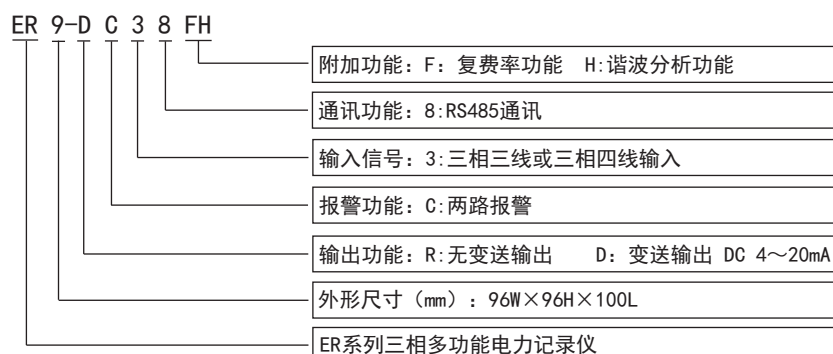 ER 9-D C 3 8 FH
附加功能：F：复费率功能 H:谐波分析功能
通讯功能：8:RS485通讯
输入信号：3:三相三线或三相四线输入
报警功能：C:两路报警
输出功能：R:无变送输出 D：变送输出 DC 4～20mA
外形尺寸（mm）：96W×96H×100L
ER系列三相多功能电力记录仪